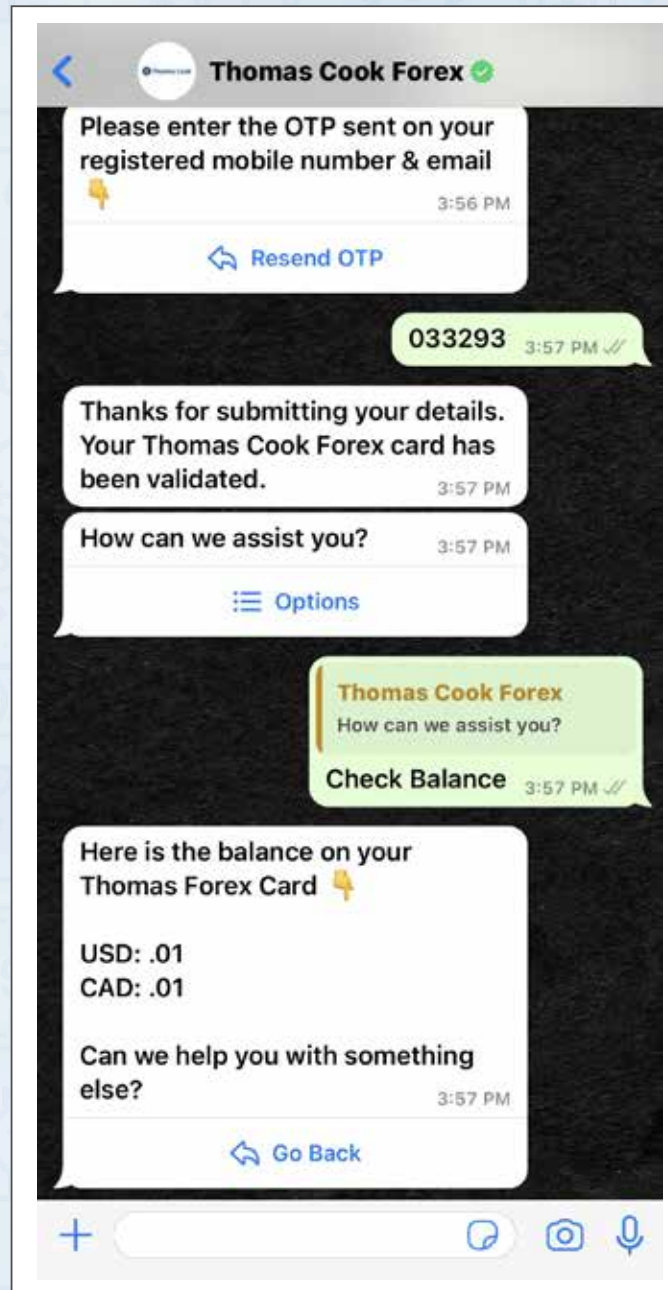 Thomas Cook Forex
Please enter the OTP sent on your
registered mobile number & email
👇
3:56 PM
Resend OTP
033293 3:57 PM
Thanks for submitting your details.
Your Thomas Cook Forex card has
been validated. 3:57 PM
How can we assist you? 3:57 PM
Options
Thomas Cook Forex
How can we assist you?
Check Balance 3:57 PM
Here is the balance on your
Thomas Forex Card 👇
USD: .01
CAD: .01
Can we help you with something
else? 3:57 PM
Go Back